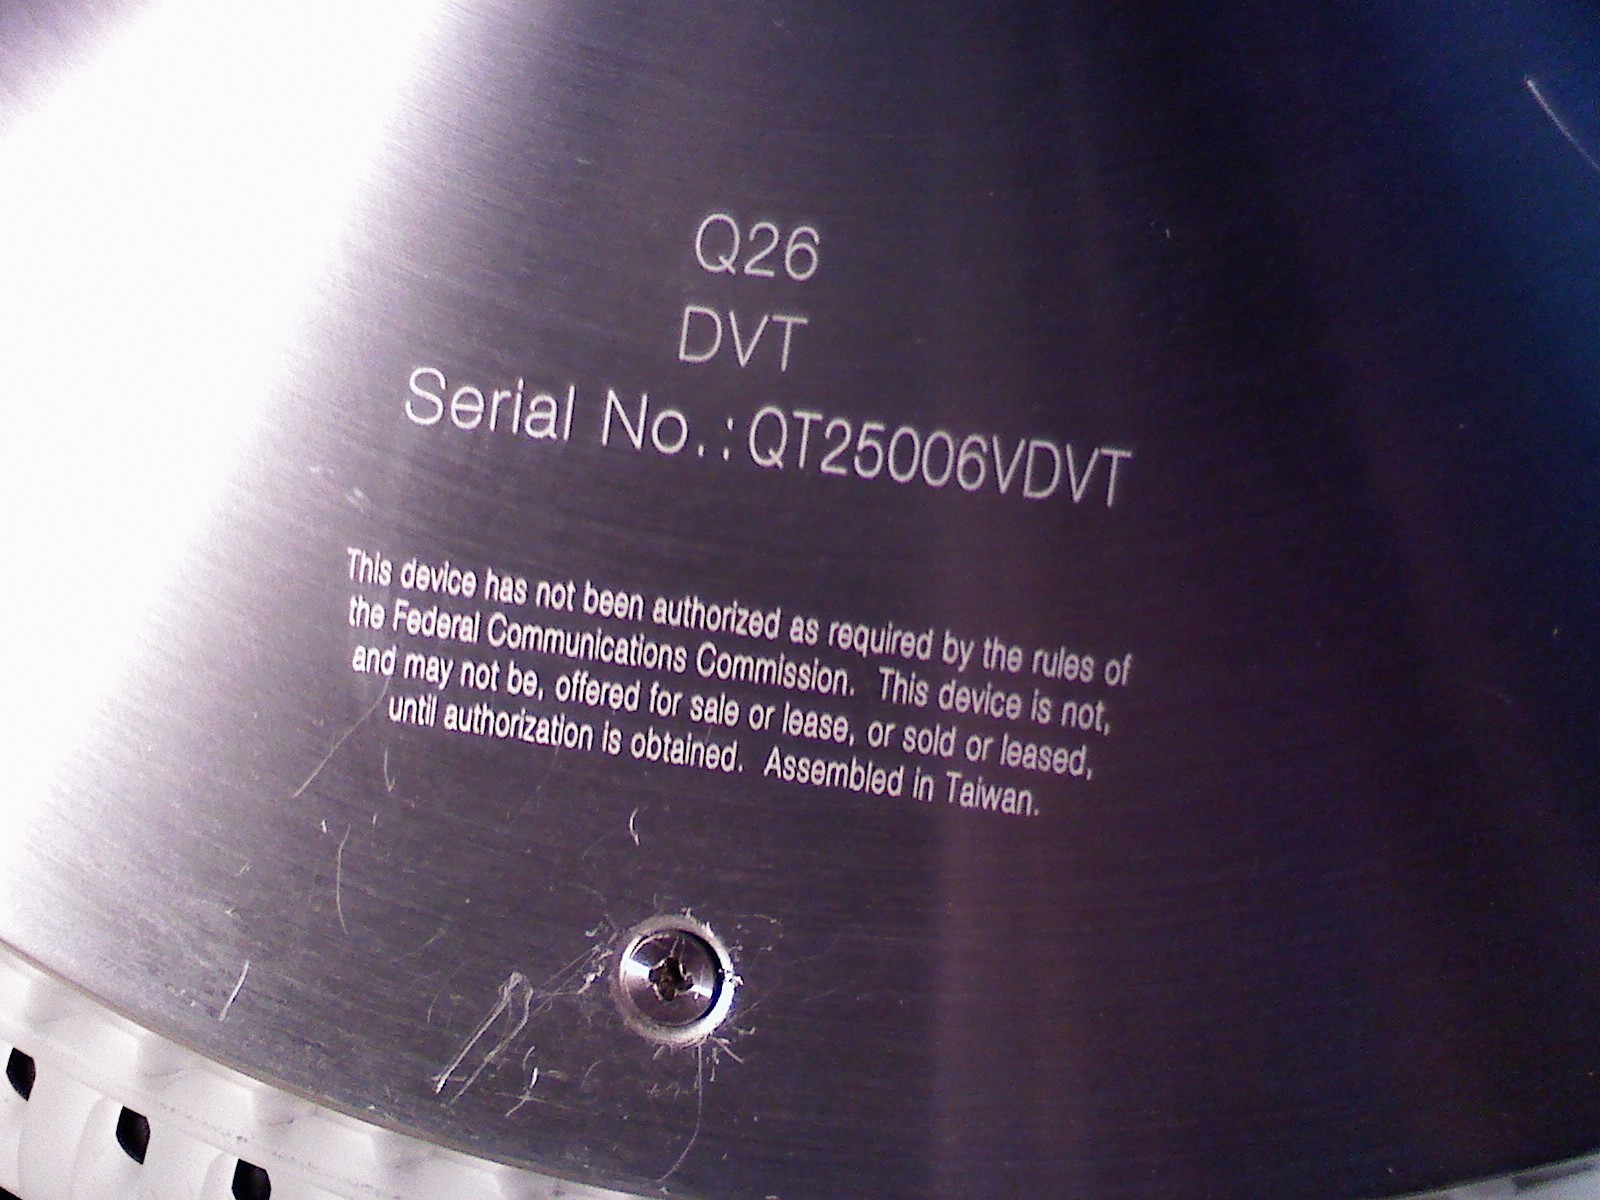 Q26
DVT
Serial No.:QT25006VDVT
This device has not been authorized as required by the rules of
the Federal Communications Commission. This device is not,
and may not be, offered for sale or lease, or sold or leased,
until authorization is obtained. Assembled in Taiwan.